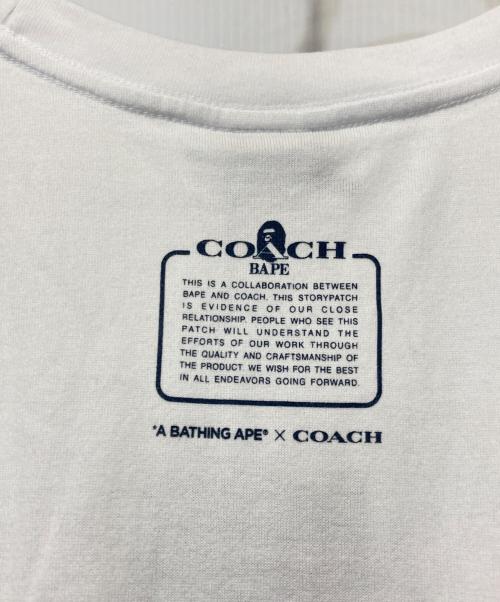 COACH
BAPE
THIS IS A COLLABORATION BETWEEN
BAPE AND COACH. THIS STORYPATCH
IS EVIDENCE OF OUR CLOSE
RELATIONSHIP. PEOPLE WHO SEE THIS
PATCH WILL UNDERSTAND THE
EFFORTS OF OUR WORK THROUGH
THE QUALITY AND CRAFTSMANSHIP OF
THE PRODUCT. WE WISH FOR THE BEST
IN ALL ENDEAVORS GOING FORWARD.
*A BATHING APE® × COACH